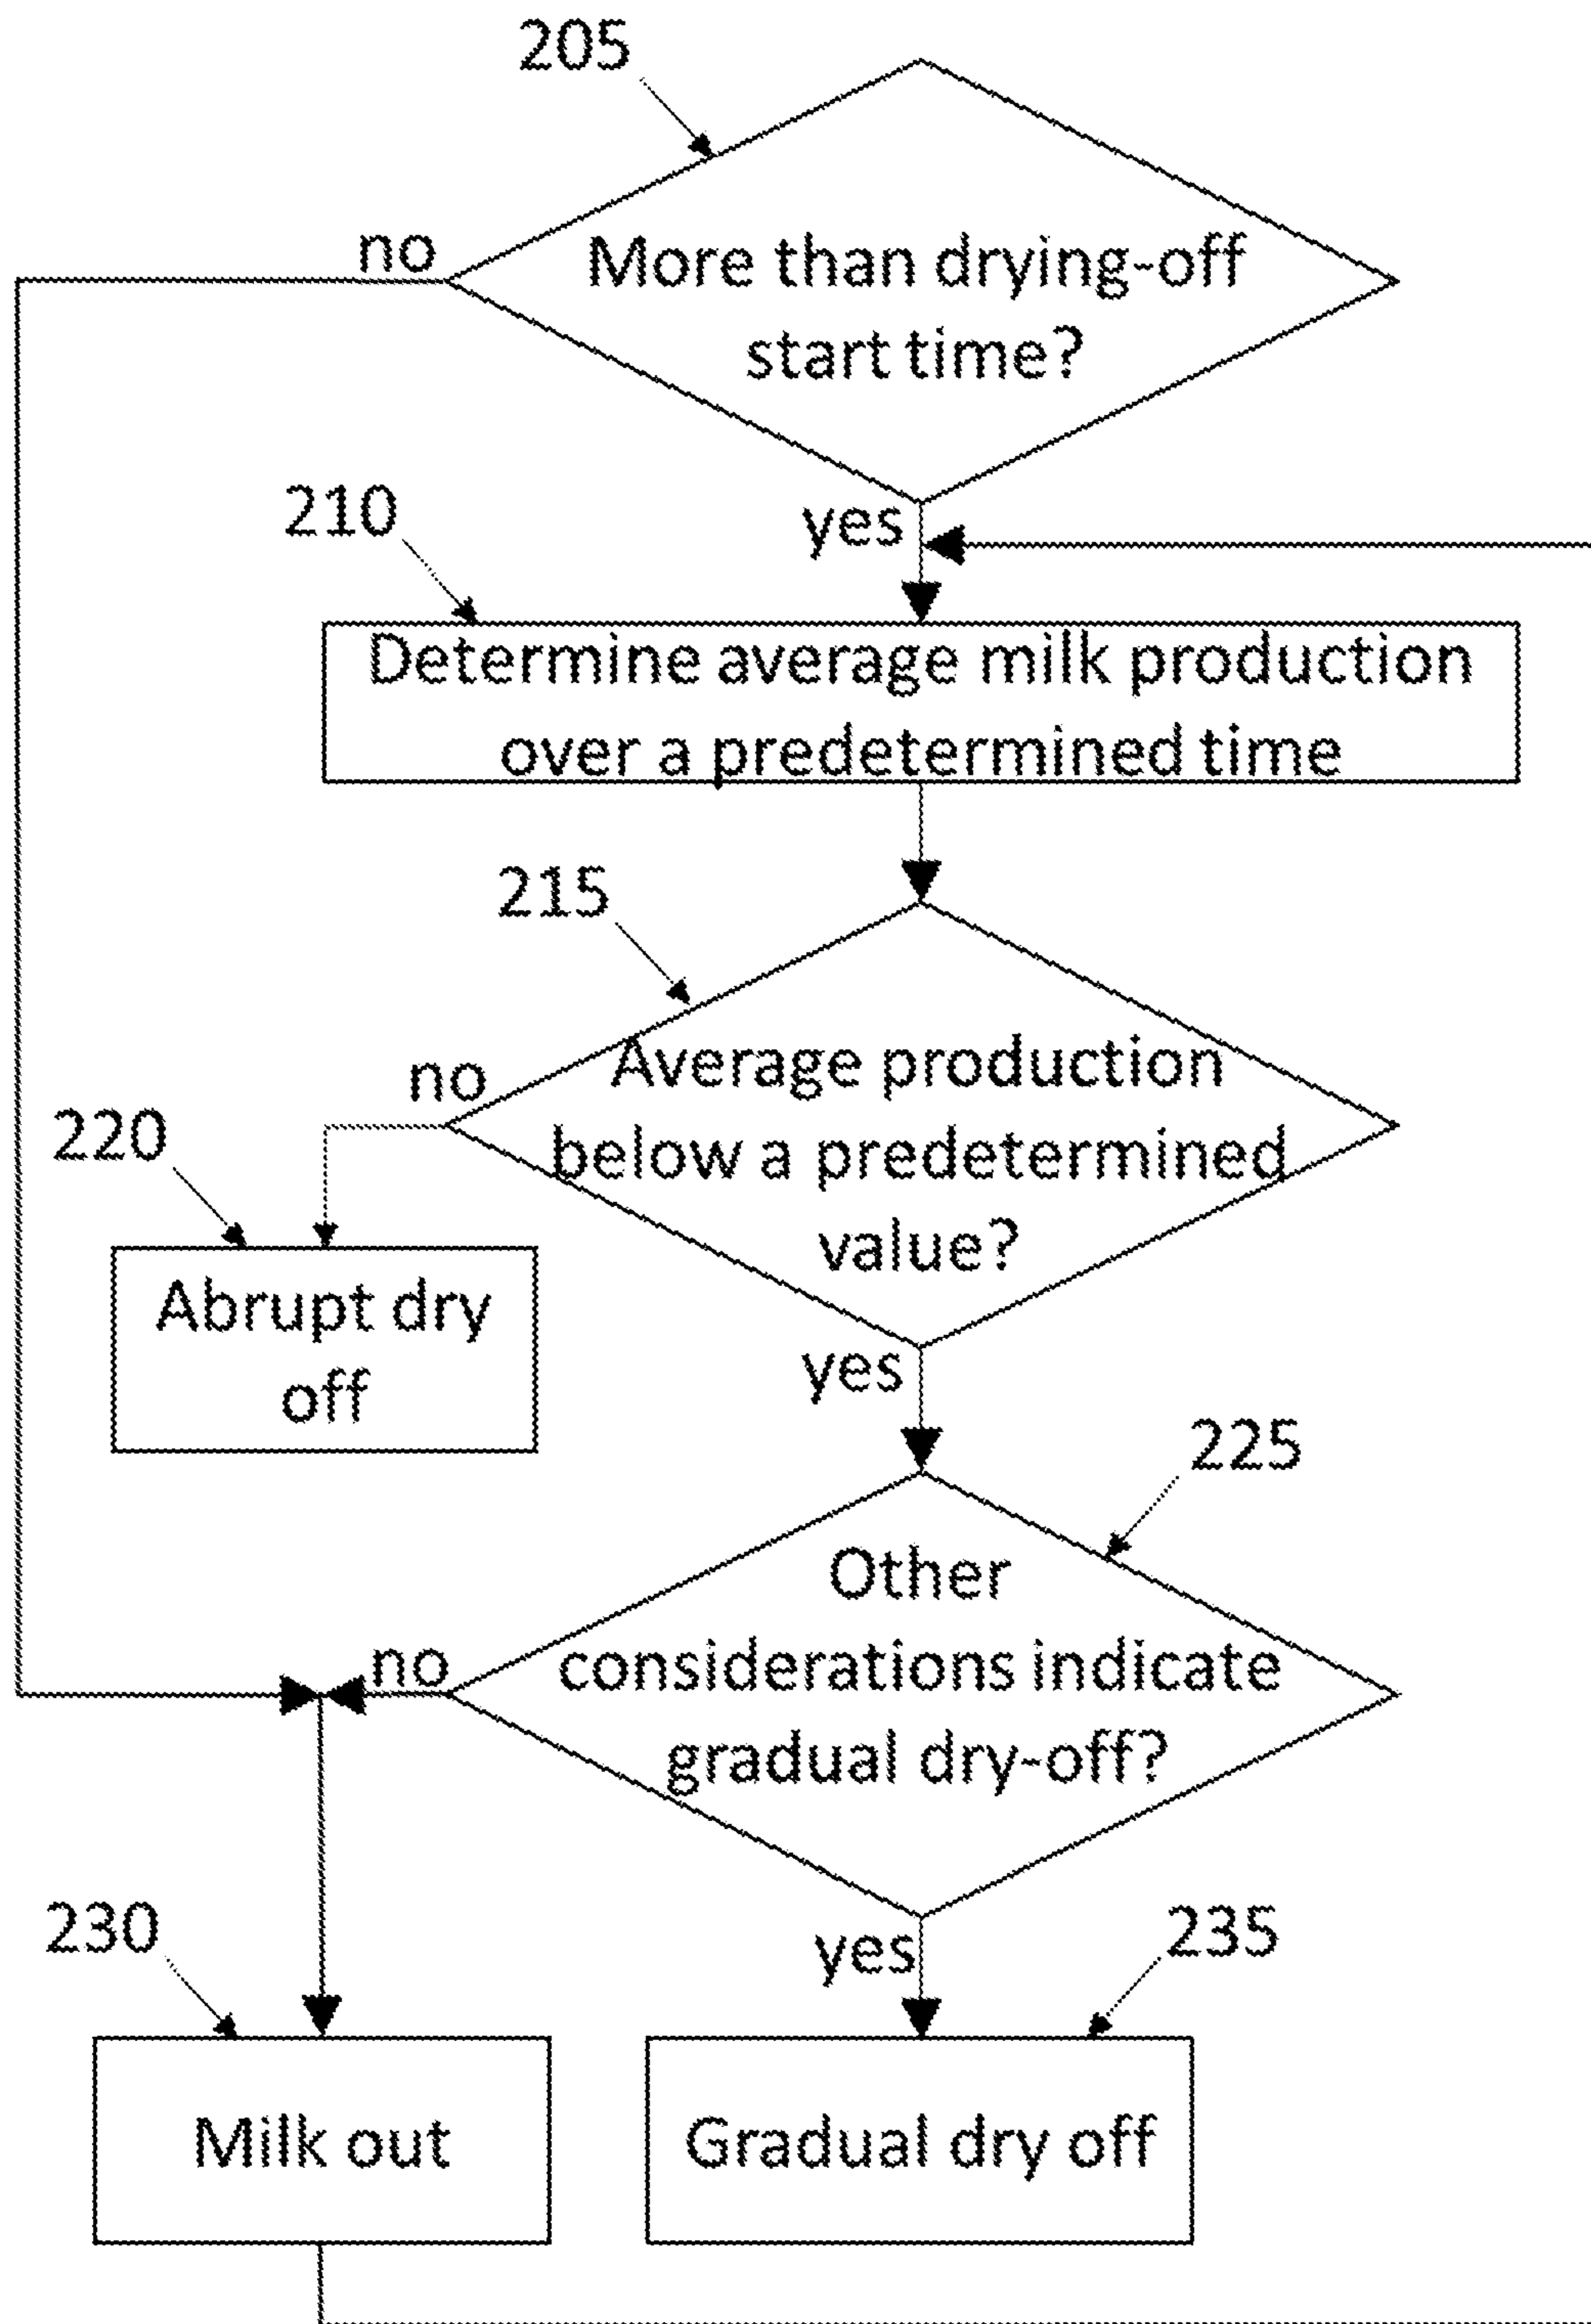 205
no
More than drying-off
start time?
210
yes
Determine average milk production
over a predetermined time
215
no
Average production
below a predetermined
value?
220
Abrupt dry
off
yes
225
Other
considerations indicate
gradual dry-off?
no
230
yes
235
Milk out
Gradual dry off